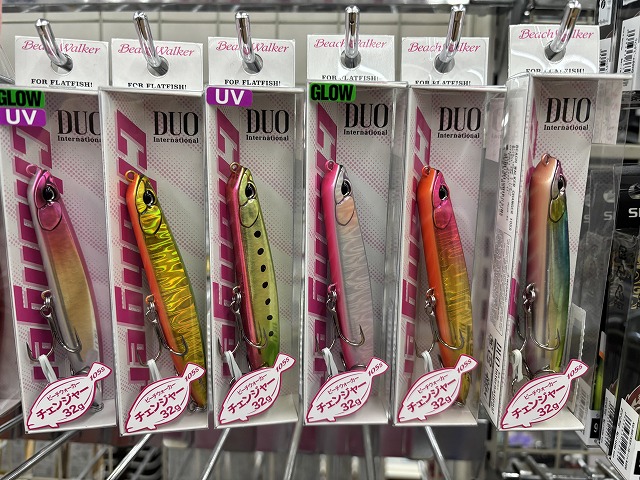 Beach Walker
FOR FLATFISH!
GLOW
UV
DUO
International
ビーチウォーカー 105S
チェンジャー
32g
Beach Walker
FOR FLATFISH!
DUO
International
ビーチウォーカー 105S
チェンジャー
32g
Beach Walker
FOR FLATFISH!
UV
DUO
International
ビーチウォーカー 105S
チェンジャー
32g
Beach Walker
FOR FLATFISH!
GLOW
DUO
International
ビーチウォーカー 105S
チェンジャー
32g
Beach Walker
FOR FLATFISH!
DUO
International
ビーチウォーカー 105S
チェンジャー
32g
Beach Walker
FOR FLATFISH!
DUO
International
ビーチウォーカー 105S
チェンジャー
32g